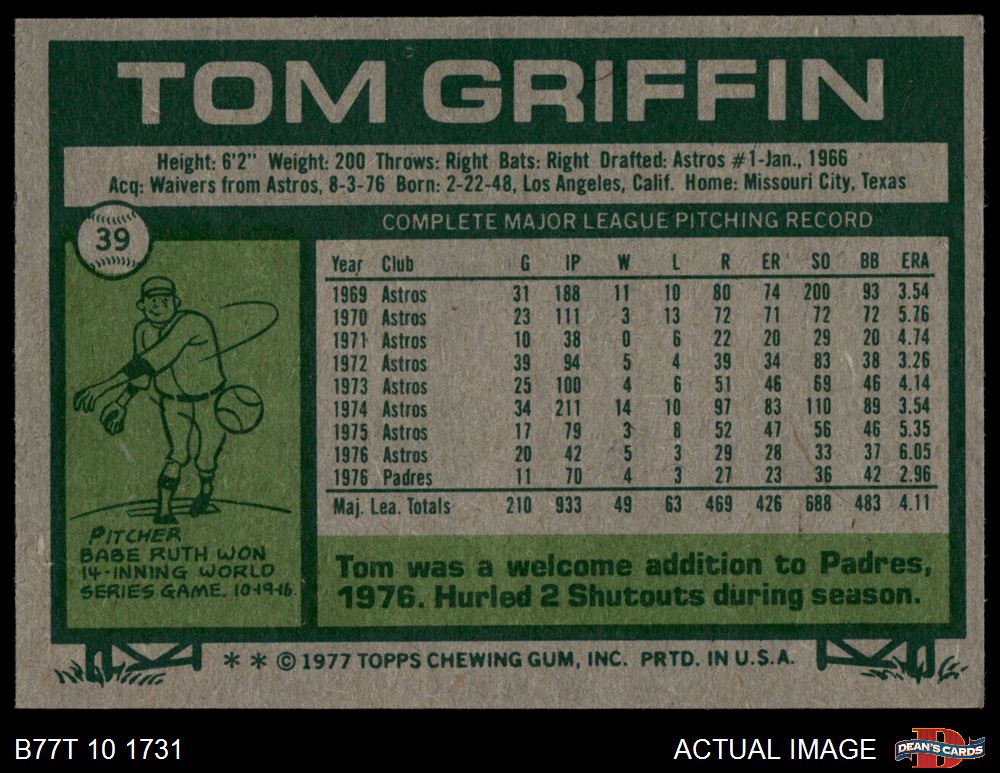 TOM GRIFFIN
Height: 6'2" Weight: 200 Throws: Right Bats: Right Drafted: Astros #1-Jan., 1966
Acq: Waivers from Astros, 8-3-76 Born: 2-22-48, Los Angeles, Calif. Home: Missouri City, Texas
39
COMPLETE MAJOR LEAGUE PITCHING RECORD
Year Club G IP W L R ER SO BB ERA
1969 Astros 31 188 11 10 80 74 200 93 3.54
1970 Astros 23 111 3 13 72 71 72 72 5.76
1971 Astros 10 38 0 6 22 20 29 20 4.74
1972 Astros 39 94 5 4 39 34 83 38 3.26
1973 Astros 25 100 4 6 51 46 69 46 4.14
1974 Astros 34 211 14 10 97 83 110 89 3.54
1975 Astros 17 79 3 8 52 47 56 46 5.35
1976 Astros 20 42 5 3 29 28 33 37 6.05
1976 Padres 11 70 4 3 27 23 36 42 2.96
Maj. Lea. Totals 210 933 49 63 469 426 688 483 4.11
PITCHER
BABE RUTH WON
14-INNING WORLD
SERIES GAME. 10-19-16.
Tom was a welcome addition to Padres,
1976. Hurled 2 Shutouts during season.
* * © 1977 TOPPS CHEWING GUM, INC. PRTD. IN U.S.A.
B77T 10 1731
ACTUAL IMAGE
D
DEAN'S CARDS